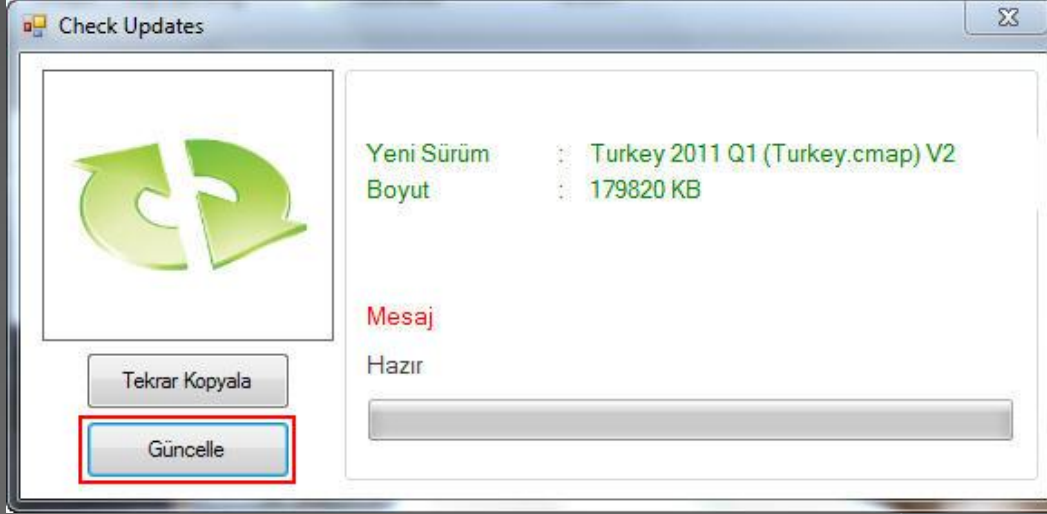 Check Updates
Yeni Sürüm : Turkey 2011 Q1 (Turkey.cmap) V2
Boyut : 179820 KB
Mesaj
Hazır
Tekrar Kopyala
Güncelle